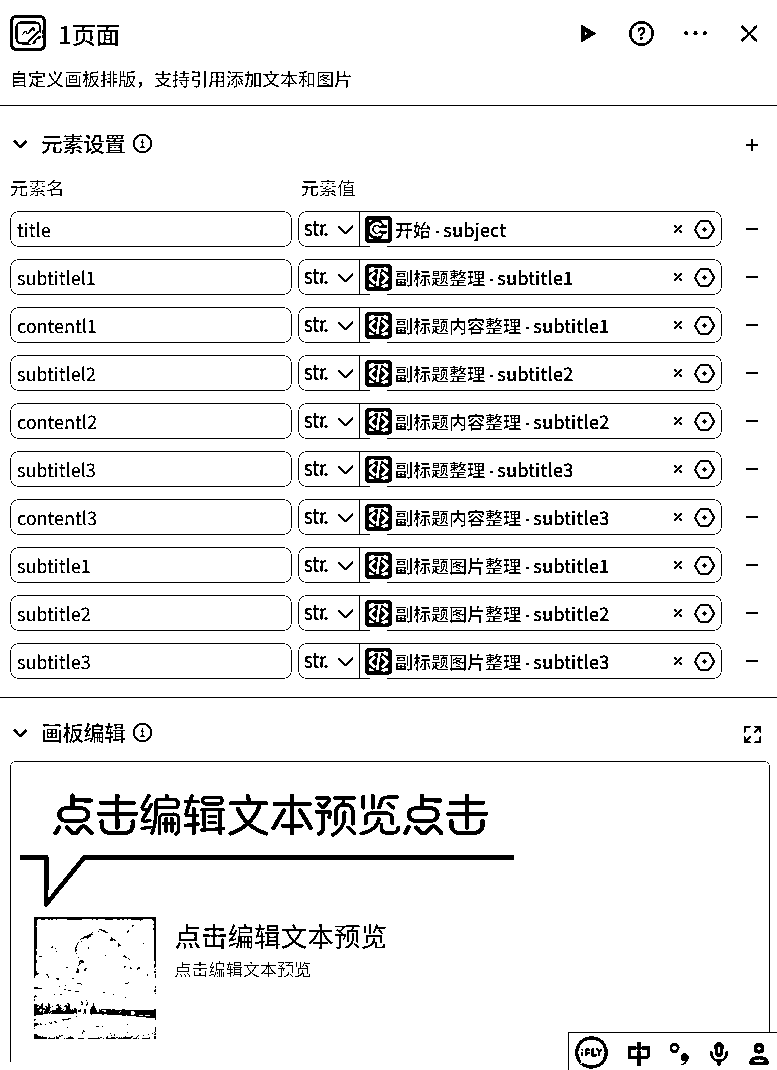 1页面
自定义画板排版，支持引用添加文本和图片
元素设置
元素名 元素值
title str. 开始 - subject
subtitlel1 str. 副标题整理 - subtitle1
contentl1 str. 副标题内容整理 - subtitle1
subtitlel2 str. 副标题整理 - subtitle2
contentl2 str. 副标题内容整理 - subtitle2
subtitlel3 str. 副标题整理 - subtitle3
contentl3 str. 副标题内容整理 - subtitle3
subtitle1 str. 副标题图片整理 - subtitle1
subtitle2 str. 副标题图片整理 - subtitle2
subtitle3 str. 副标题图片整理 - subtitle3
画板编辑
点击编辑文本预览点击
点击编辑文本预览
点击编辑文本预览
iFLY 中